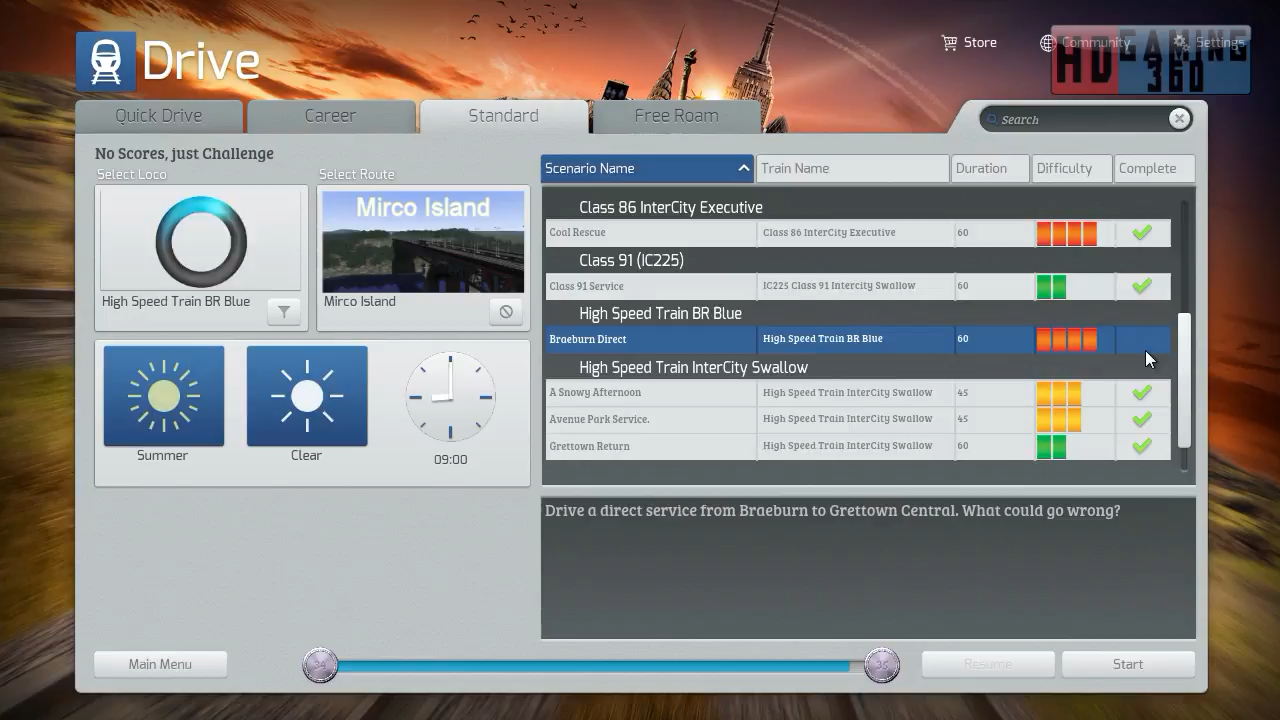 Drive
Store
Community
Settings
HD GAMING 360
Quick Drive
Career
Standard
Free Roam
Search
No Scores, just Challenge
Select Loco
Select Route
Mirco Island
High Speed Train BR Blue
Mirco Island
Summer
Clear
09:00
Scenario Name
Train Name
Duration
Difficulty
Complete
Class 86 InterCity Executive
Coal Rescue
Class 86 InterCity Executive
60
Class 91 (IC225)
Class 91 Service
IC225 Class 91 Intercity Swallow
60
High Speed Train BR Blue
Braeburn Direct
High Speed Train BR Blue
60
High Speed Train InterCity Swallow
A Snowy Afternoon
High Speed Train InterCity Swallow
45
Avenue Park Service.
High Speed Train InterCity Swallow
45
Grettown Return
High Speed Train InterCity Swallow
60
Drive a direct service from Braeburn to Grettown Central. What could go wrong?
Main Menu
34
35
Resume
Start